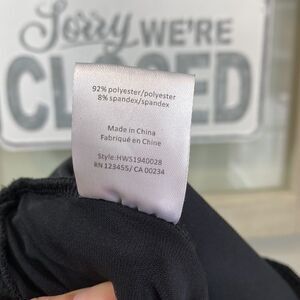 Sorry WE'RE
CLOSED
92% polyester/polyester
8% spandex/spandex
Made in China
Fabriqué en Chine
Style:HWS1940028
RN 123455/ CA 00234